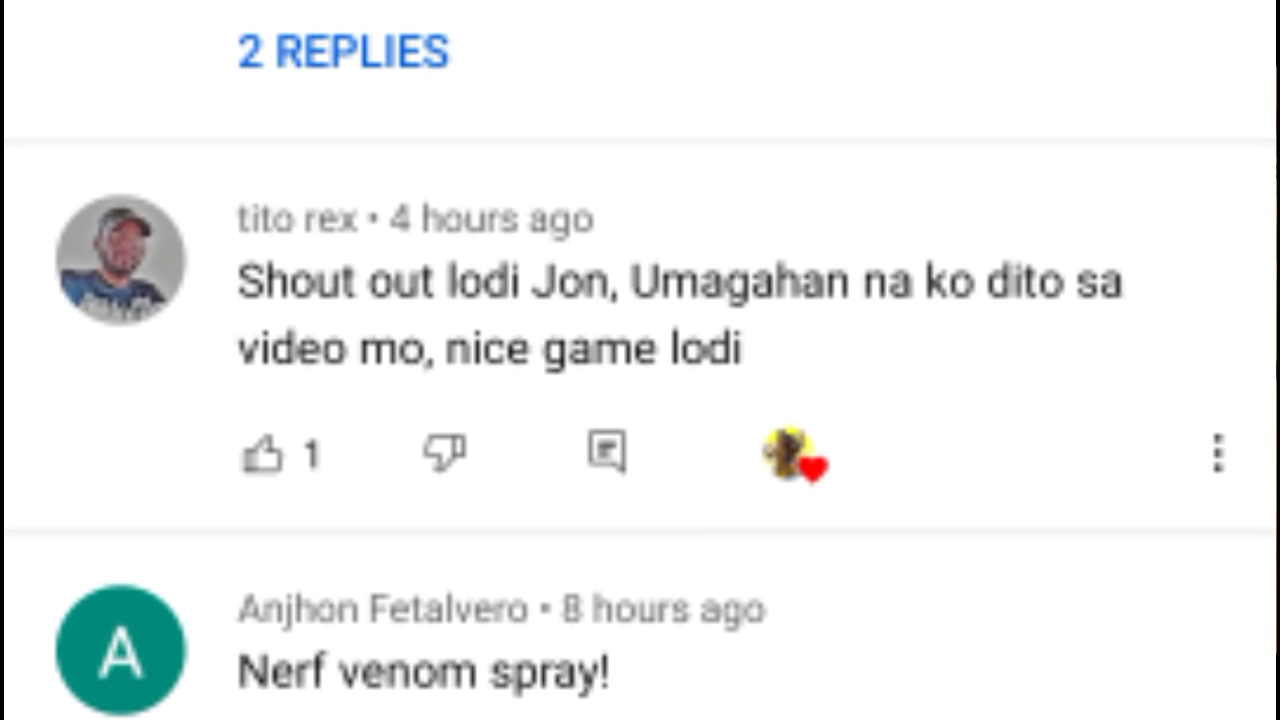 2 REPLIES
tito rex • 4 hours ago
Shout out lodi Jon, Umagahan na ko dito sa
video mo, nice game lodi
1
A
Anjhon Fetalvero • 8 hours ago
Nerf venom spray!